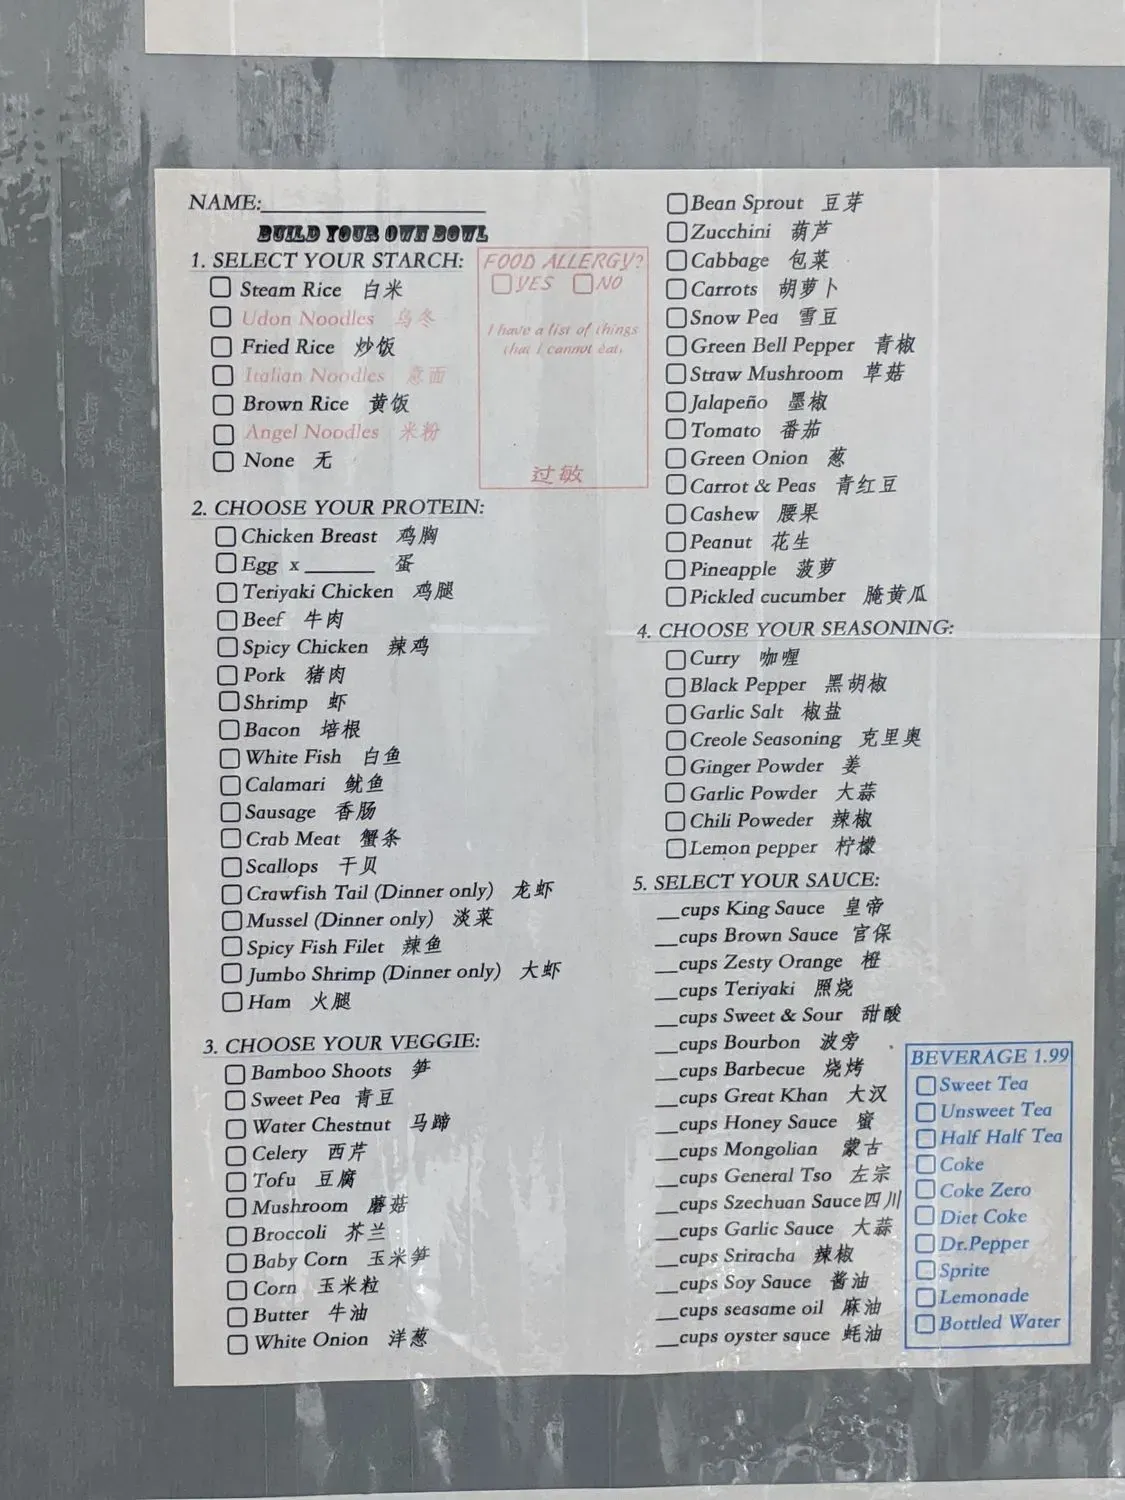 NAME:
BUILD YOUR OWN BOWL
1. SELECT YOUR STARCH:
Steam Rice 白米
Udon Noodles 乌冬
Fried Rice 炒饭
Italian Noodles 意面
Brown Rice 黄饭
Angel Noodles 米粉
None 无
FOOD ALLERGY?
YES NO
I have a list of things
that I cannot eat.
过敏
2. CHOOSE YOUR PROTEIN:
Chicken Breast 鸡胸
Egg x ______ 蛋
Teriyaki Chicken 鸡腿
Beef 牛肉
Spicy Chicken 辣鸡
Pork 猪肉
Shrimp 虾
Bacon 培根
White Fish 白鱼
Calamari 鱿鱼
Sausage 香肠
Crab Meat 蟹条
Scallops 干贝
Crawfish Tail (Dinner only) 龙虾
Mussel (Dinner only) 淡菜
Spicy Fish Filet 辣鱼
Jumbo Shrimp (Dinner only) 大虾
Ham 火腿
3. CHOOSE YOUR VEGGIE:
Bamboo Shoots 笋
Sweet Pea 青豆
Water Chestnut 马蹄
Celery 西芹
Tofu 豆腐
Mushroom 蘑菇
Broccoli 芥兰
Baby Corn 玉米笋
Corn 玉米粒
Butter 牛油
White Onion 洋葱
Bean Sprout 豆芽
Zucchini 葫芦
Cabbage 包菜
Carrots 胡萝卜
Snow Pea 雪豆
Green Bell Pepper 青椒
Straw Mushroom 草菇
Jalapeño 墨椒
Tomato 番茄
Green Onion 葱
Carrot & Peas 青红豆
Cashew 腰果
Peanut 花生
Pineapple 菠萝
Pickled cucumber 腌黄瓜
4. CHOOSE YOUR SEASONING:
Curry 咖喱
Black Pepper 黑胡椒
Garlic Salt 椒盐
Creole Seasoning 克里奥
Ginger Powder 姜
Garlic Powder 大蒜
Chili Poweder 辣椒
Lemon pepper 柠檬
5. SELECT YOUR SAUCE:
__cups King Sauce 皇帝
__cups Brown Sauce 宫保
__cups Zesty Orange 橙
__cups Teriyaki 照烧
__cups Sweet & Sour 甜酸
__cups Bourbon 波旁
__cups Barbecue 烧烤
__cups Great Khan 大汉
__cups Honey Sauce 蜜
__cups Mongolian 蒙古
__cups General Tso 左宗
__cups Szechuan Sauce四川
__cups Garlic Sauce 大蒜
__cups Sriracha 辣椒
__cups Soy Sauce 酱油
__cups seasame oil 麻油
__cups oyster sauce 蚝油
BEVERAGE 1.99
Sweet Tea
Unsweet Tea
Half Half Tea
Coke
Coke Zero
Diet Coke
Dr.Pepper
Sprite
Lemonade
Bottled Water